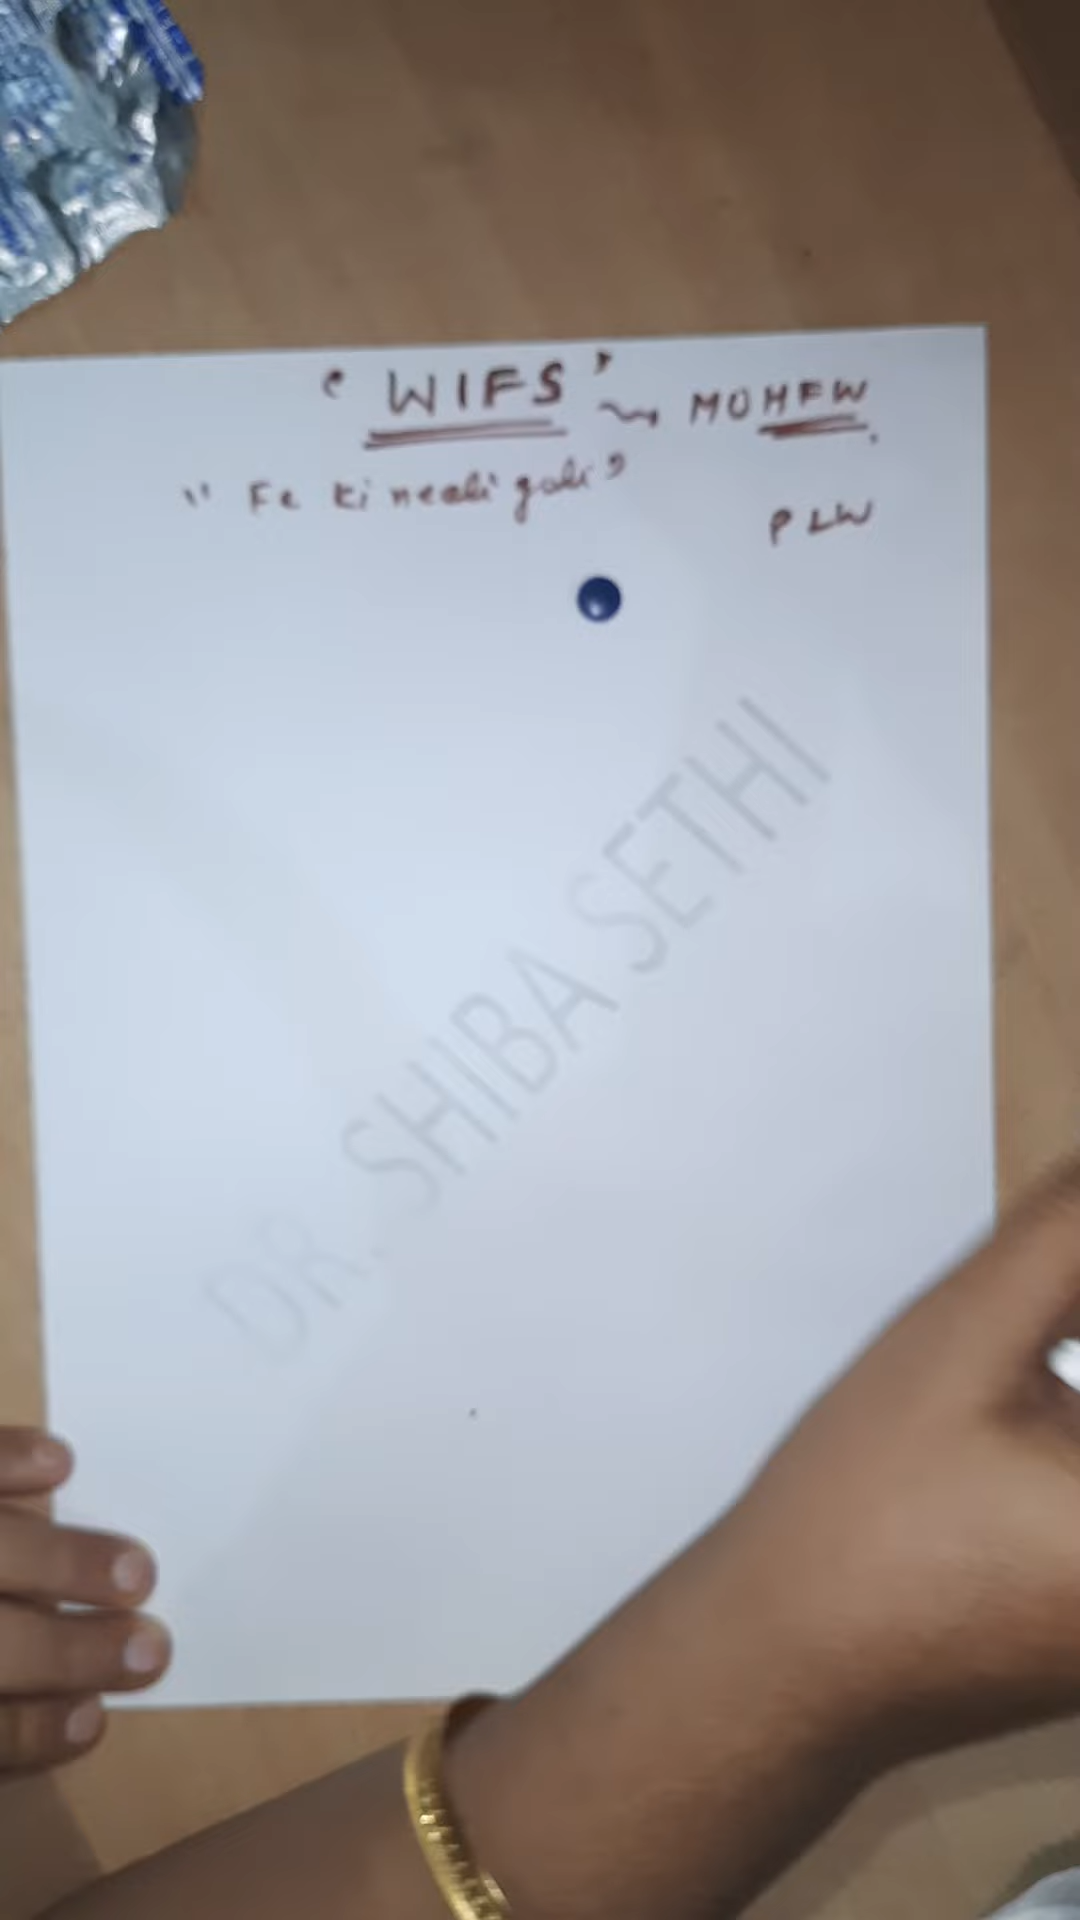 " WIFS " → MOHFW.
"Fe ki neeli goli"
PLW
DR. SHIBA SETHI